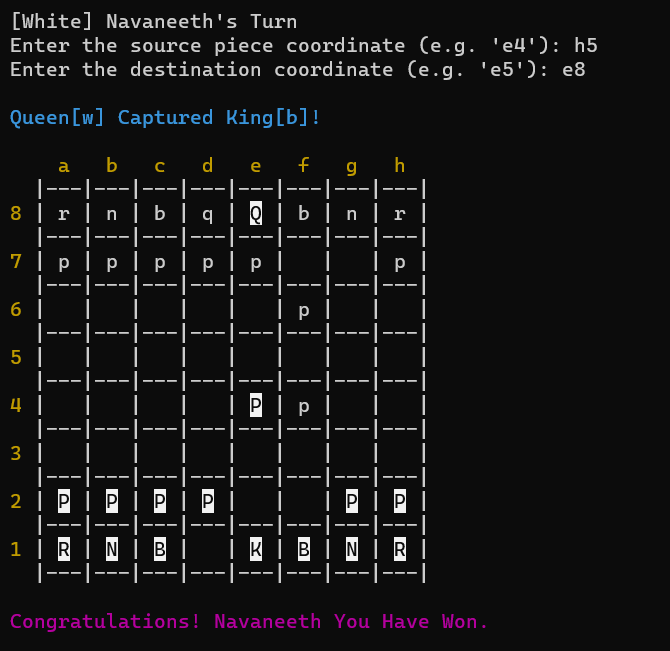 [White] Navaneeth's Turn
Enter the source piece coordinate (e.g. 'e4'): h5
Enter the destination coordinate (e.g. 'e5'): e8
Queen[w] Captured King[b]!
    a   b   c   d   e   f   g   h
  |---|---|---|---|---|---|---|---|
8 | r | n | b | q | Q | b | n | r |
  |---|---|---|---|---|---|---|---|
7 | p | p | p | p | p |   |   | p |
  |---|---|---|---|---|---|---|---|
6 |   |   |   |   |   | p |   |   |
  |---|---|---|---|---|---|---|---|
5 |   |   |   |   |   |   |   |   |
  |---|---|---|---|---|---|---|---|
4 |   |   |   |   | P | p |   |   |
  |---|---|---|---|---|---|---|---|
3 |   |   |   |   |   |   |   |   |
  |---|---|---|---|---|---|---|---|
2 | P | P | P | P |   |   | P | P |
  |---|---|---|---|---|---|---|---|
1 | R | N | B |   | K | B | N | R |
  |---|---|---|---|---|---|---|---|
Congratulations! Navaneeth You Have Won.